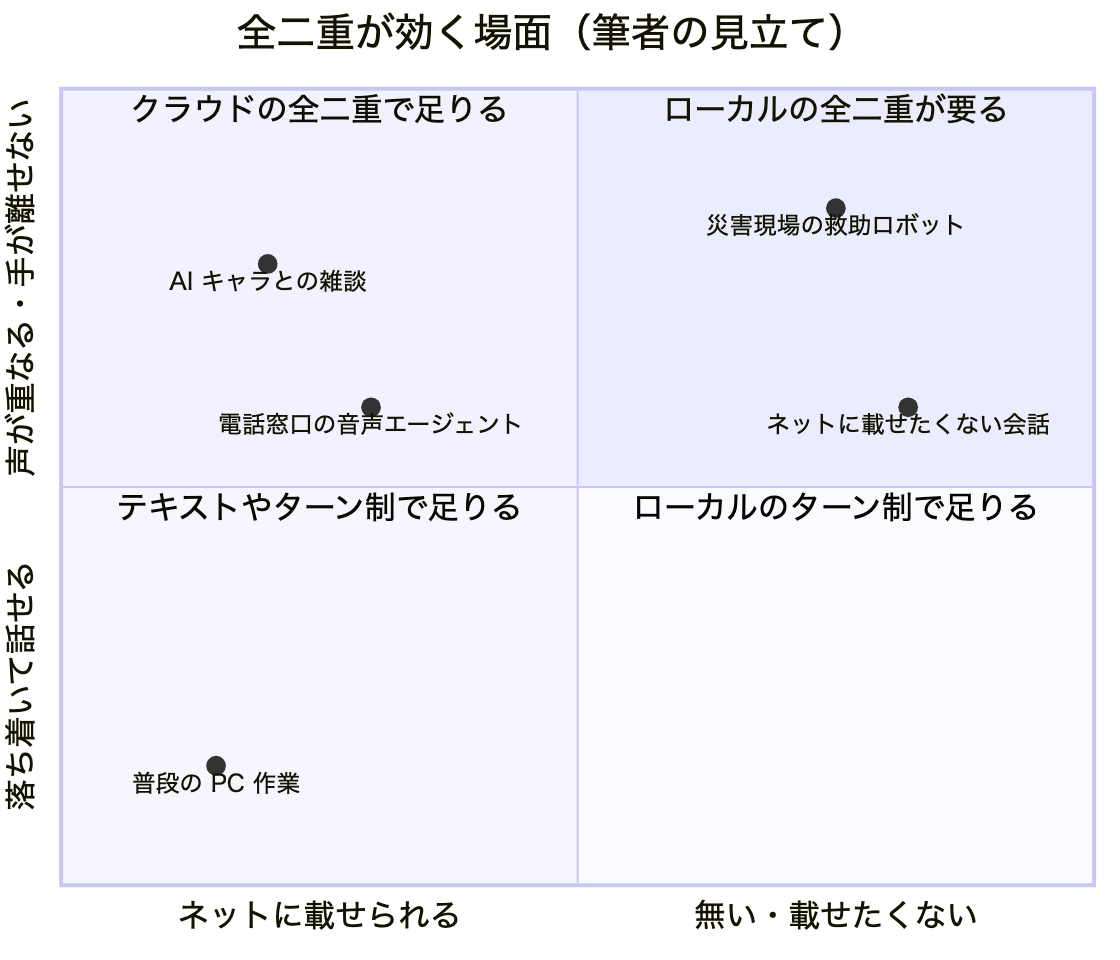 全二重が効く場面（筆者の見立て）
クラウドの全二重で足りる
ローカルの全二重が要る
声が重なる・手が離せない
災害現場の救助ロボット
AI キャラとの雑談
電話窓口の音声エージェント
ネットに載せたくない会話
テキストやターン制で足りる
ローカルのターン制で足りる
落ち着いて話せる
普段の PC 作業
ネットに載せられる
無い・載せたくない